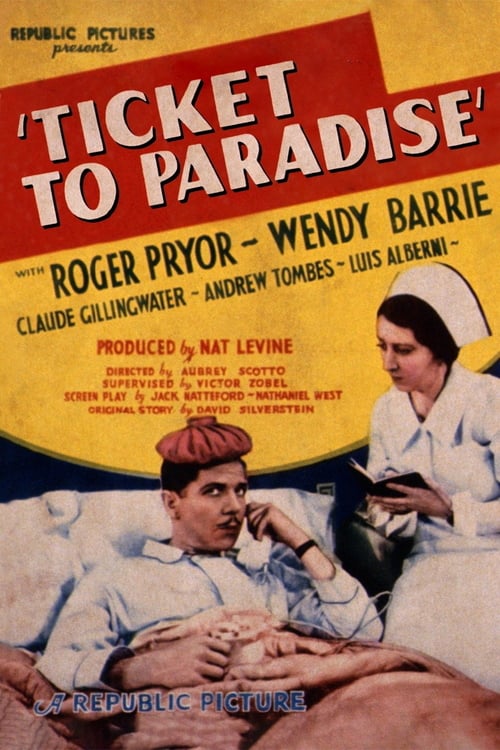 REPUBLIC PICTURES
presents
'TICKET
TO PARADISE'
WITH ROGER PRYOR ~ WENDY BARRIE
CLAUDE GILLINGWATER ~ ANDREW TOMBES ~ LUIS ALBERNI ~
PRODUCED by NAT LEVINE
DIRECTED by AUBREY SCOTTO
SUPERVISED by VICTOR ZOBEL
SCREEN PLAY by JACK NATTEFORD ~ NATHANIEL WEST
ORIGINAL STORY by DAVID SILVERSTEIN
A REPUBLIC PICTURE